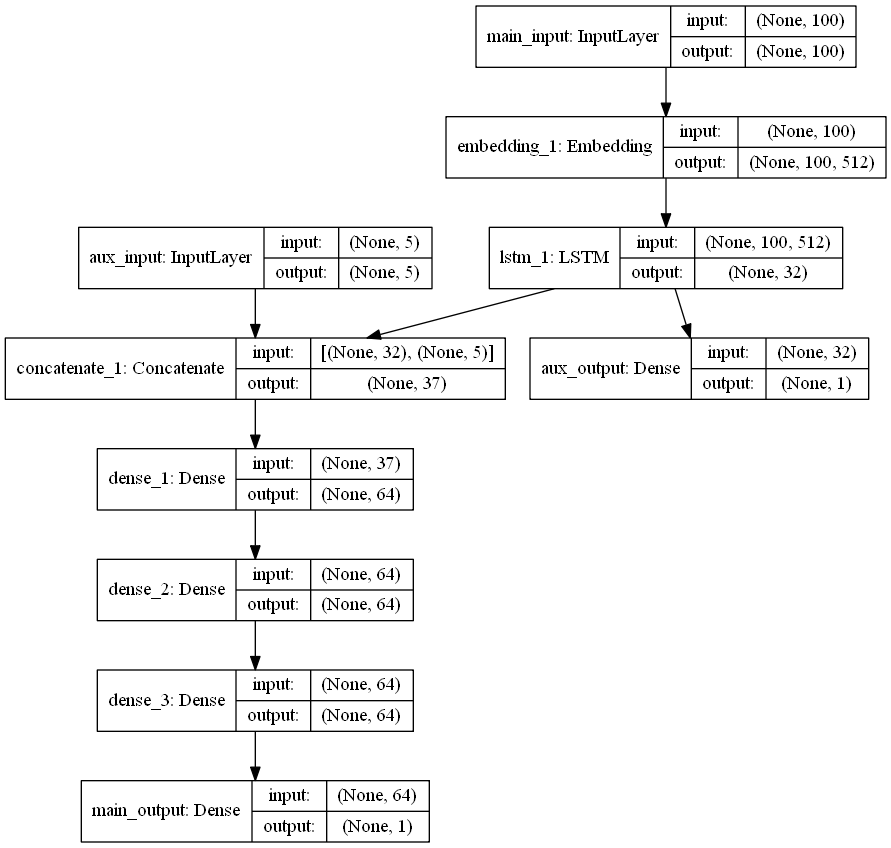 main_input: InputLayer
input: (None, 100)
output: (None, 100)
embedding_1: Embedding
input: (None, 100)
output: (None, 100, 512)
aux_input: InputLayer
input: (None, 5)
output: (None, 5)
lstm_1: LSTM
input: (None, 100, 512)
output: (None, 32)
concatenate_1: Concatenate
input: [(None, 32), (None, 5)]
output: (None, 37)
aux_output: Dense
input: (None, 32)
output: (None, 1)
dense_1: Dense
input: (None, 37)
output: (None, 64)
dense_2: Dense
input: (None, 64)
output: (None, 64)
dense_3: Dense
input: (None, 64)
output: (None, 64)
main_output: Dense
input: (None, 64)
output: (None, 1)